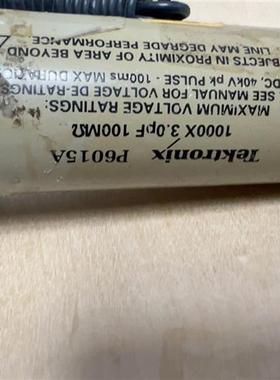 Tektronix P6015A
1000X 3.0pF 100MΩ
MAXIMUM VOLTAGE RATINGS:
SEE MANUAL FOR VOLTAGE DE-RATINGS
DC, 40kV pk PULSE - 100ms MAX
OBJECTS IN PROXIMITY OF AREA BEYOND
LINE MAY DEGRADE PERFORMANCE